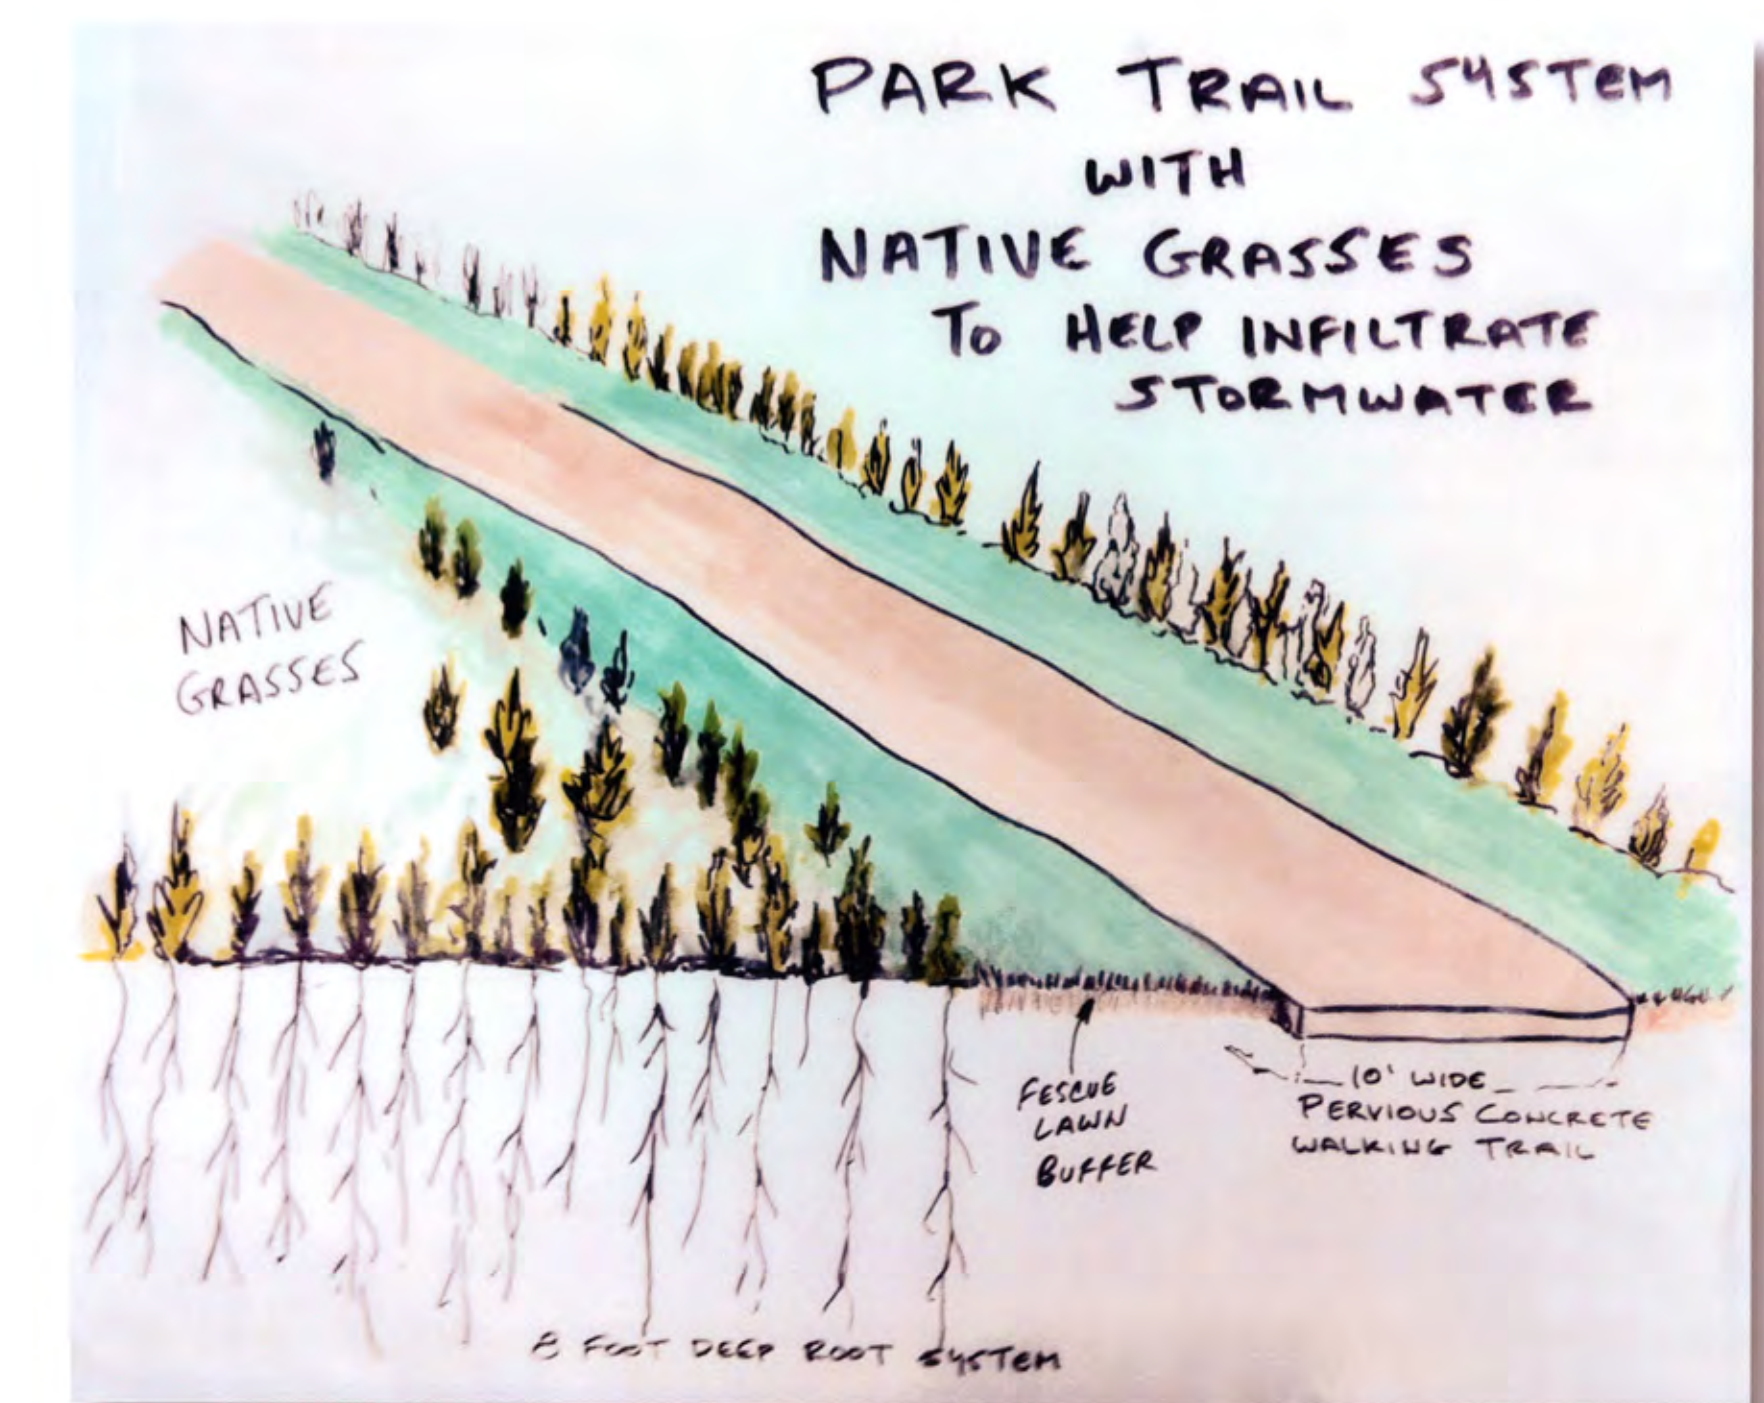 PARK TRAIL SYSTEM
WITH
NATIVE GRASSES
TO HELP INFILTRATE
STORMWATER
NATIVE
GRASSES
FESCUE
LAWN
BUFFER
10' WIDE
PERVIOUS CONCRETE
WALKING TRAIL
8 FOOT DEEP ROOT SYSTEM